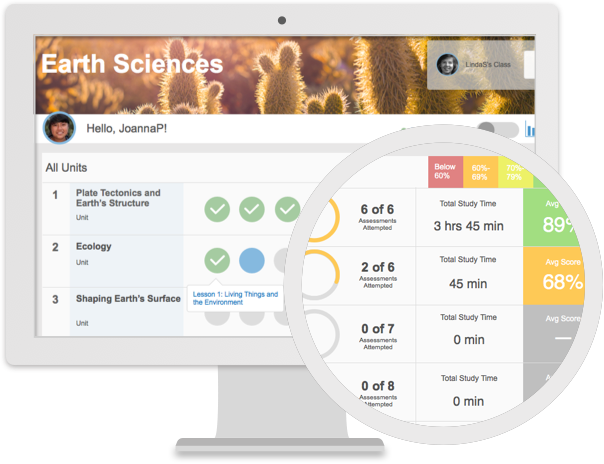 Earth Sciences
LindaS's Class
Hello, JoannaP!
All Units
1
Plate Tectonics and
Earth's Structure
Unit
2
Ecology
Unit
Lesson 1: Living Things and
the Environment
3
Shaping Earth's Surface
Unit
Below
60%
60%-
69%
70%-
79%
6 of 6
Assessments
Attempted
Total Study Time
3 hrs 45 min
Avg
89%
2 of 6
Assessments
Attempted
Total Study Time
45 min
Avg Score
68%
0 of 7
Assessments
Attempted
Total Study Time
0 min
Avg Score
—
0 of 8
Assessments
Attempted
Total Study Time
0 min
Avg